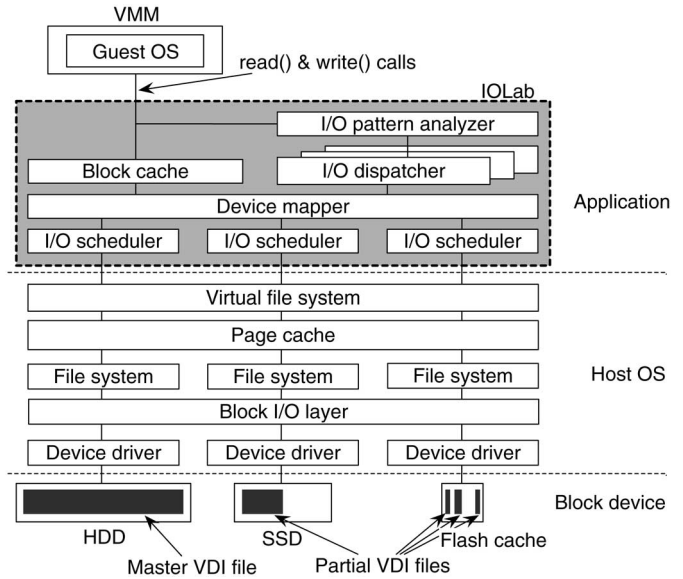 VMM
Guest OS
read() & write() calls
IOLab
I/O pattern analyzer
Block cache
I/O dispatcher
Device mapper
Application
I/O scheduler
I/O scheduler
I/O scheduler
Virtual file system
Page cache
File system
File system
File system
Host OS
Block I/O layer
Device driver
Device driver
Device driver
Block device
HDD
SSD
Flash cache
Master VDI file
Partial VDI files